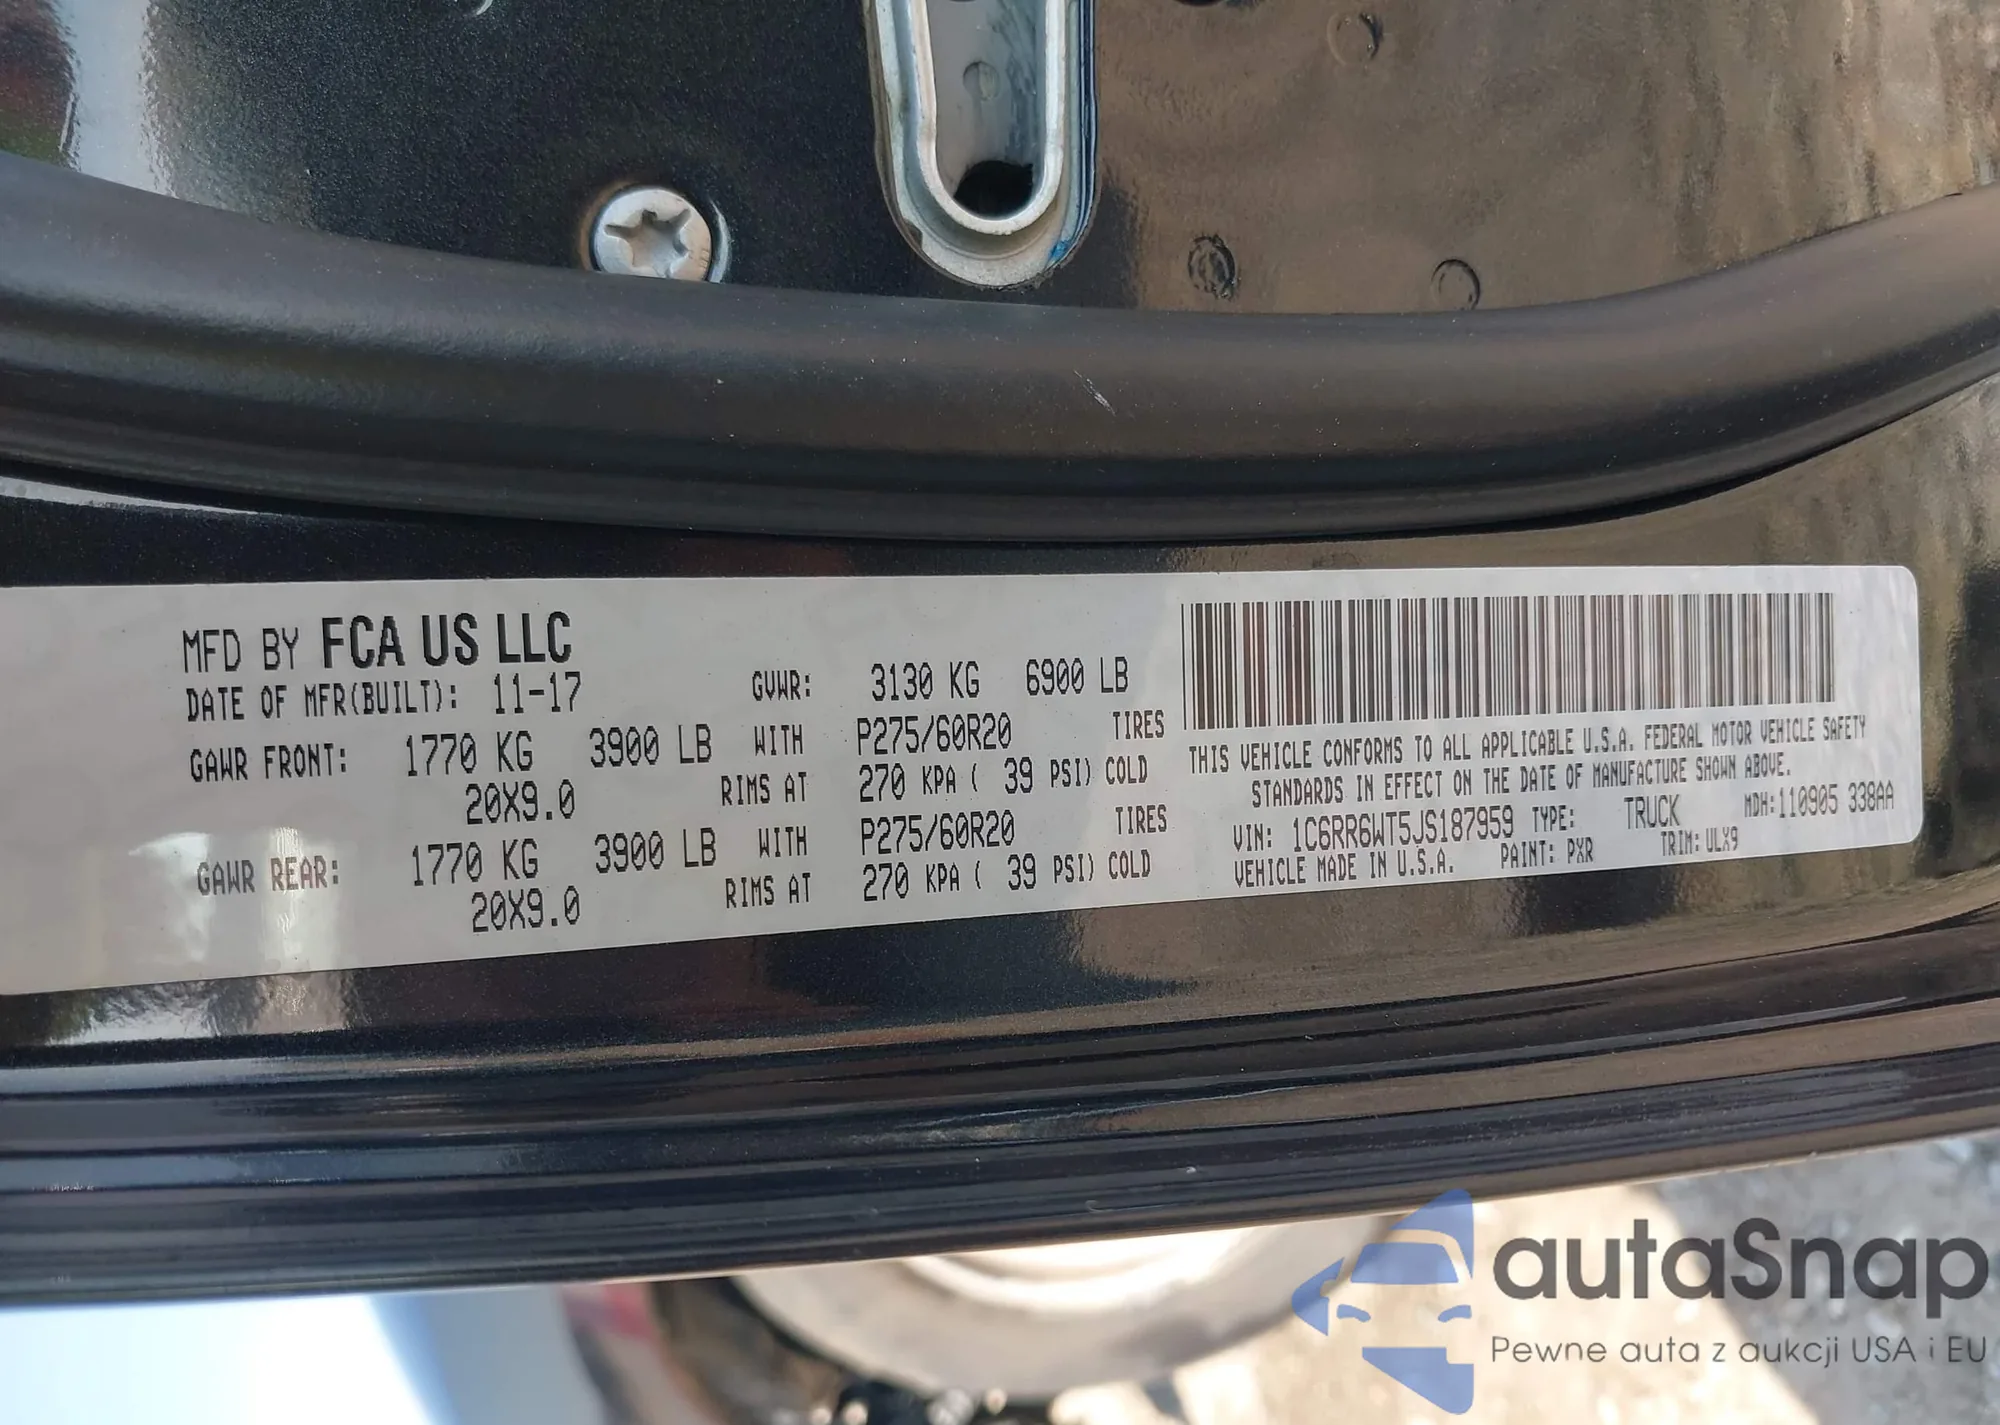 MFD BY FCA US LLC
DATE OF MFR(BUILT): 11-17 GVWR: 3130 KG 6900 LB
GAWR FRONT: 1770 KG 3900 LB WITH P275/60R20 TIRES
20X9.0 RIMS AT 270 KPA ( 39 PSI) COLD
GAWR REAR: 1770 KG 3900 LB WITH P275/60R20 TIRES
20X9.0 RIMS AT 270 KPA ( 39 PSI) COLD
THIS VEHICLE CONFORMS TO ALL APPLICABLE U.S.A. FEDERAL MOTOR VEHICLE SAFETY
STANDARDS IN EFFECT ON THE DATE OF MANUFACTURE SHOWN ABOVE.
VIN: 1C6RR6WT5JS187959 TYPE: TRUCK MDH:110905 338AA
VEHICLE MADE IN U.S.A. PAINT: PXR TRIM: ULX9
autaSnap
Pewne auta z aukcji USA i EU